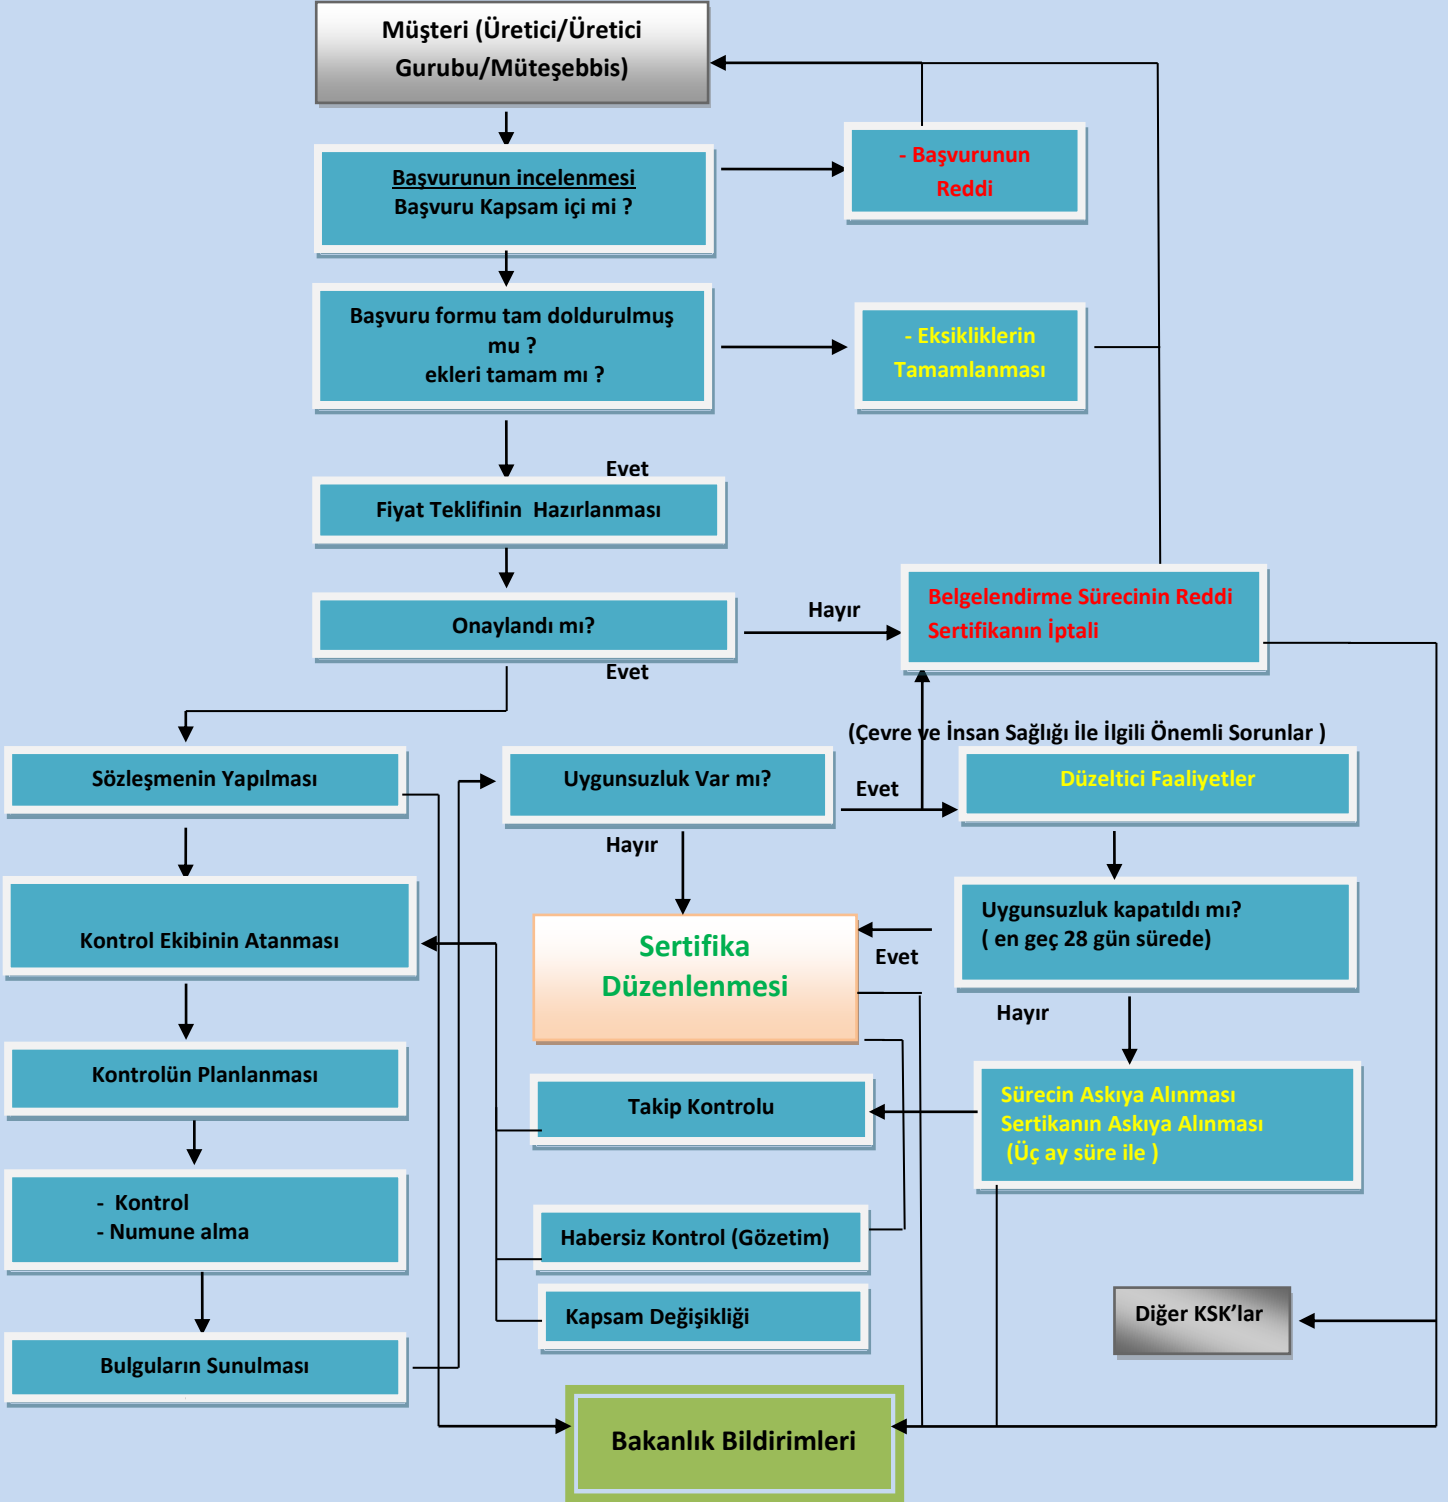 Müşteri (Üretici/Üretici
Gurubu/Müteşebbis)
Başvurunun incelenmesi
Başvuru Kapsam içi mi ?
- Başvurunun
Reddi
Başvuru formu tam doldurulmuş
mu ?
ekleri tamam mı ?
- Eksikliklerin
Tamamlanması
Evet
Fiyat Teklifinin Hazırlanması
Onaylandı mı?
Hayır
Belgelendirme Sürecinin Reddi
Sertifikanın İptali
Evet
(Çevre ve İnsan Sağlığı İle İlgili Önemli Sorunlar )
Sözleşmenin Yapılması
Uygunsuzluk Var mı?
Evet
Düzeltici Faaliyetler
Hayır
Kontrol Ekibinin Atanması
Sertifika
Düzenlenmesi
Evet
Uygunsuzluk kapatıldı mı?
( en geç 28 gün sürede)
Hayır
Kontrolün Planlanması
Takip Kontrolu
Sürecin Askıya Alınması
Sertikanın Askıya Alınması
(Üç ay süre ile )
- Kontrol
- Numune alma
Habersiz Kontrol (Gözetim)
Kapsam Değişikliği
Diğer KSK’lar
Bulguların Sunulması
Bakanlık Bildirimleri